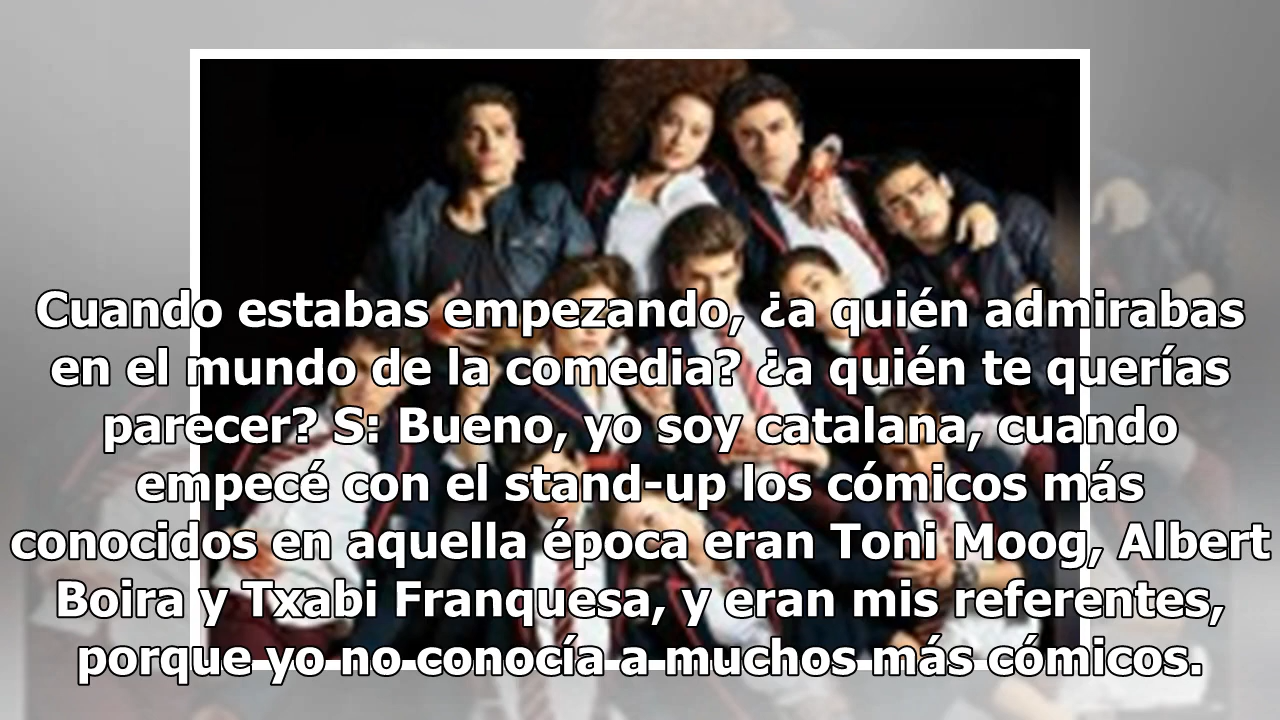 Cuando estabas empezando, ¿a quién admirabas
en el mundo de la comedia? ¿a quién te querías
parecer? S: Bueno, yo soy catalana, cuando
empecé con el stand-up los cómicos más
conocidos en aquella época eran Toni Moog, Albert
Boira y Txabi Franquesa, y eran mis referentes,
porque yo no conocía a muchos más cómicos.